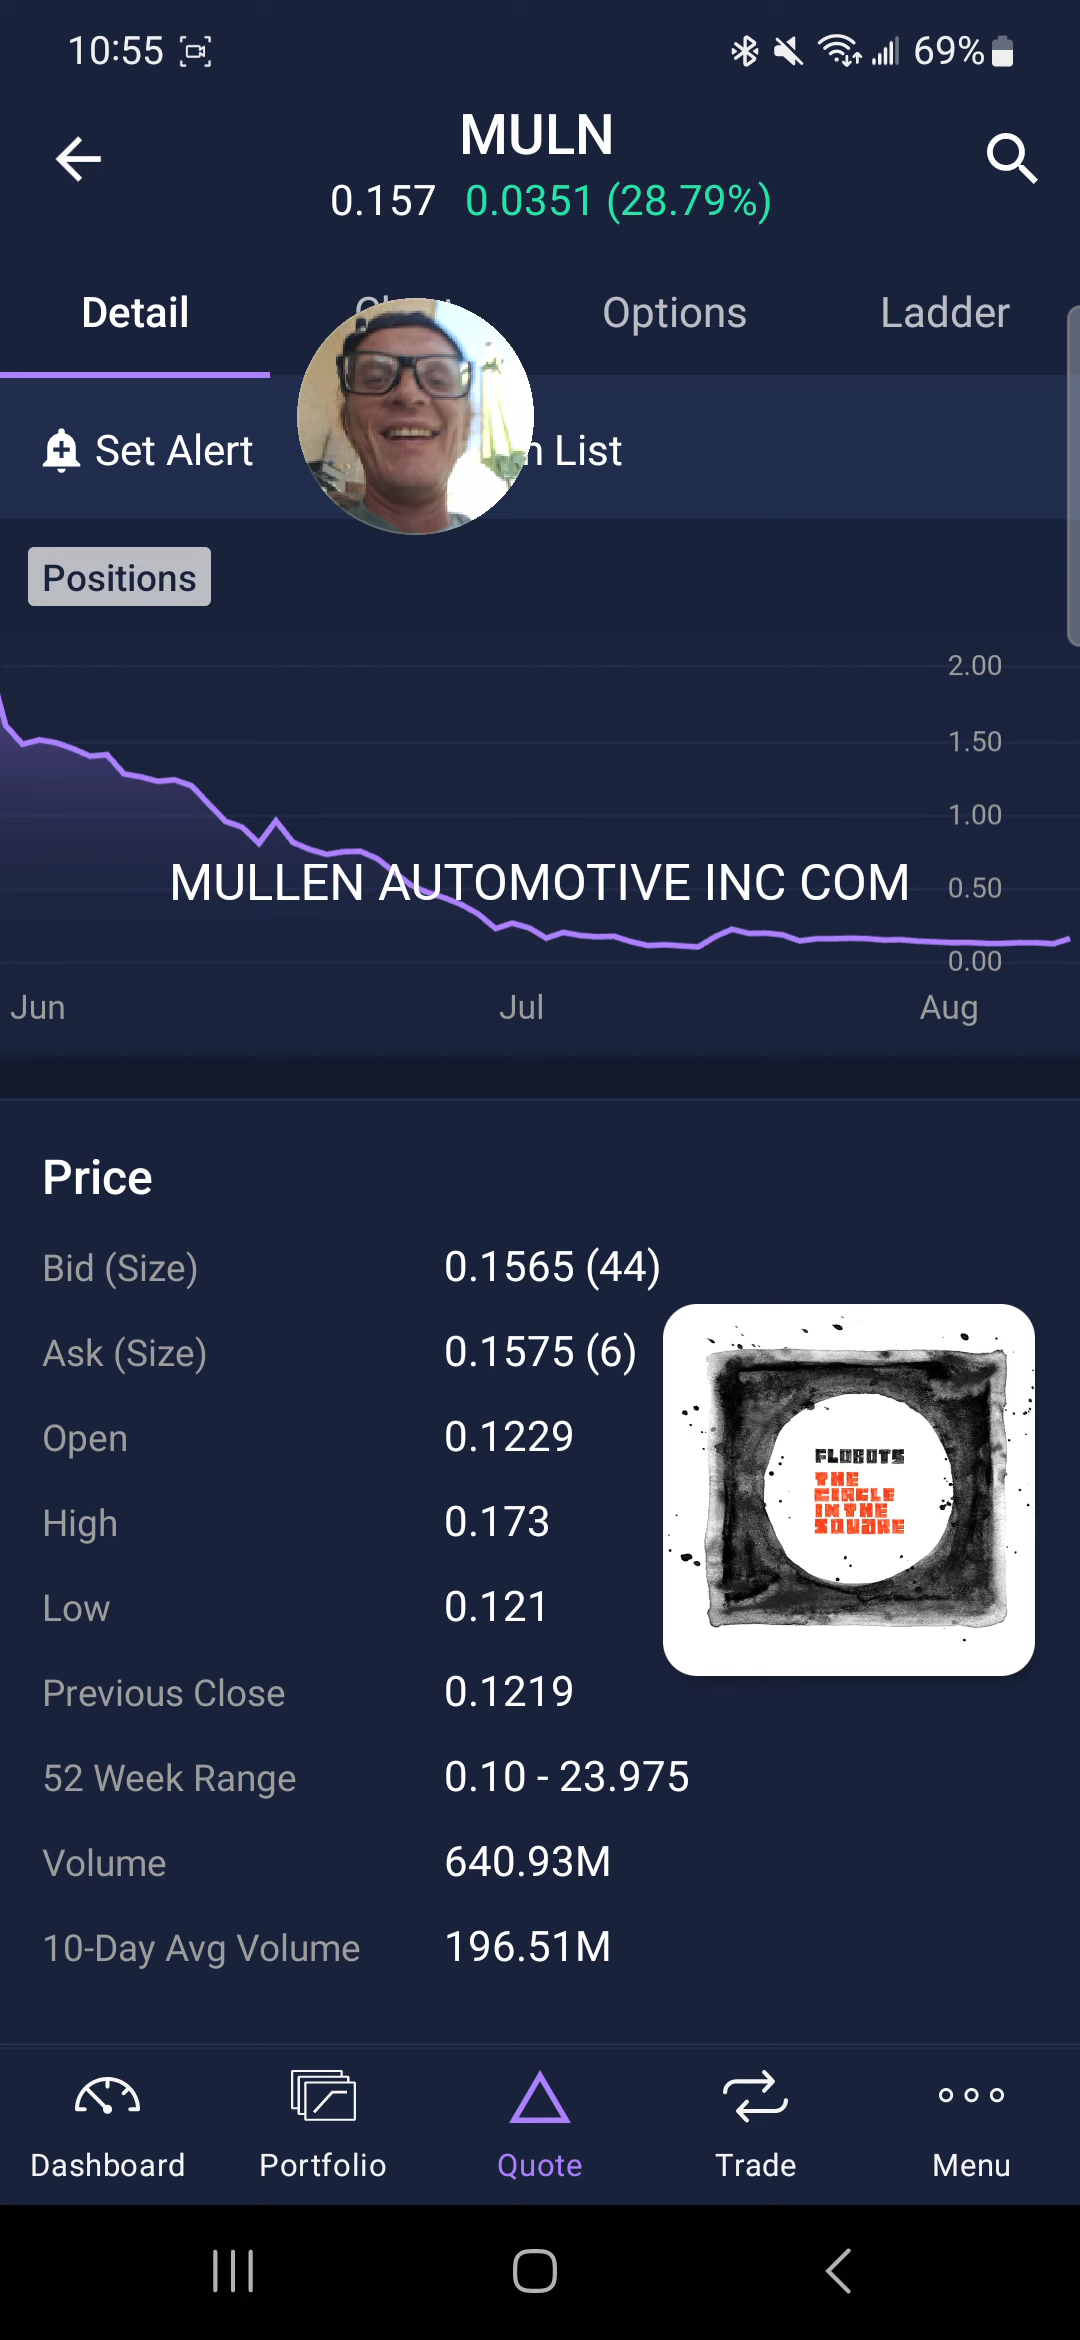 10:55 69%
MULN
0.157 0.0351 (28.79%)
Detail Options Ladder
Set Alert List
Positions
2.00
1.50
1.00
MULLEN AUTOMOTIVE INC COM 0.50
0.00
Jun Jul Aug
Price
Bid (Size) 0.1565 (44)
Ask (Size) 0.1575 (6)
Open 0.1229
High 0.173
Low 0.121
Previous Close 0.1219
52 Week Range 0.10 - 23.975
Volume 640.93M
10-Day Avg Volume 196.51M
FLOBOTS
THE
CIRCLE
IN THE
SQUARE
Dashboard Portfolio Quote Trade Menu